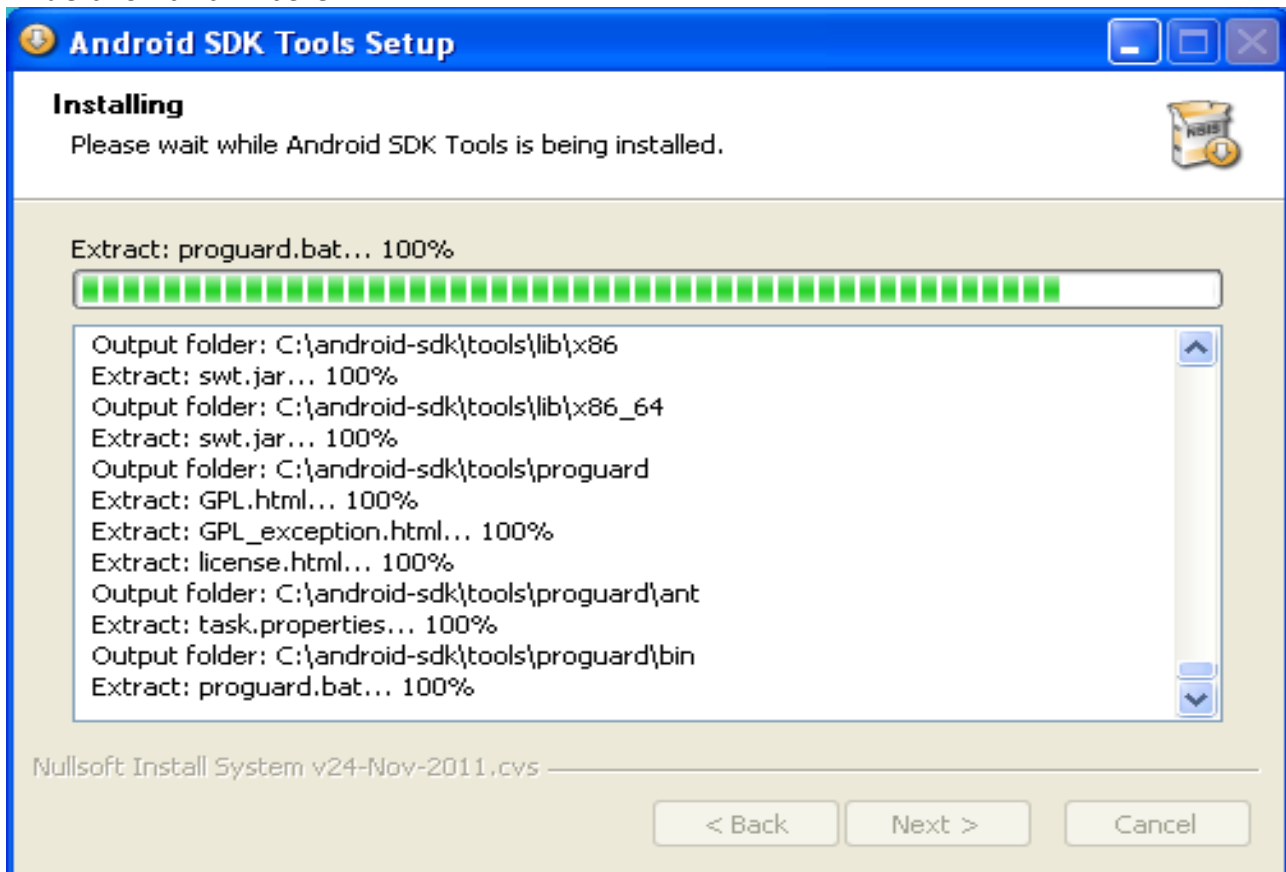 Android SDK Tools Setup
Installing
Please wait while Android SDK Tools is being installed.
NSIS
Extract: proguard.bat... 100%
Output folder: C:\android-sdk\tools\lib\x86
Extract: swt.jar... 100%
Output folder: C:\android-sdk\tools\lib\x86_64
Extract: swt.jar... 100%
Output folder: C:\android-sdk\tools\proguard
Extract: GPL.html... 100%
Extract: GPL_exception.html... 100%
Extract: license.html... 100%
Output folder: C:\android-sdk\tools\proguard\ant
Extract: task.properties... 100%
Output folder: C:\android-sdk\tools\proguard\bin
Extract: proguard.bat... 100%
Nullsoft Install System v24-Nov-2011.cvs
< Back
Next >
Cancel